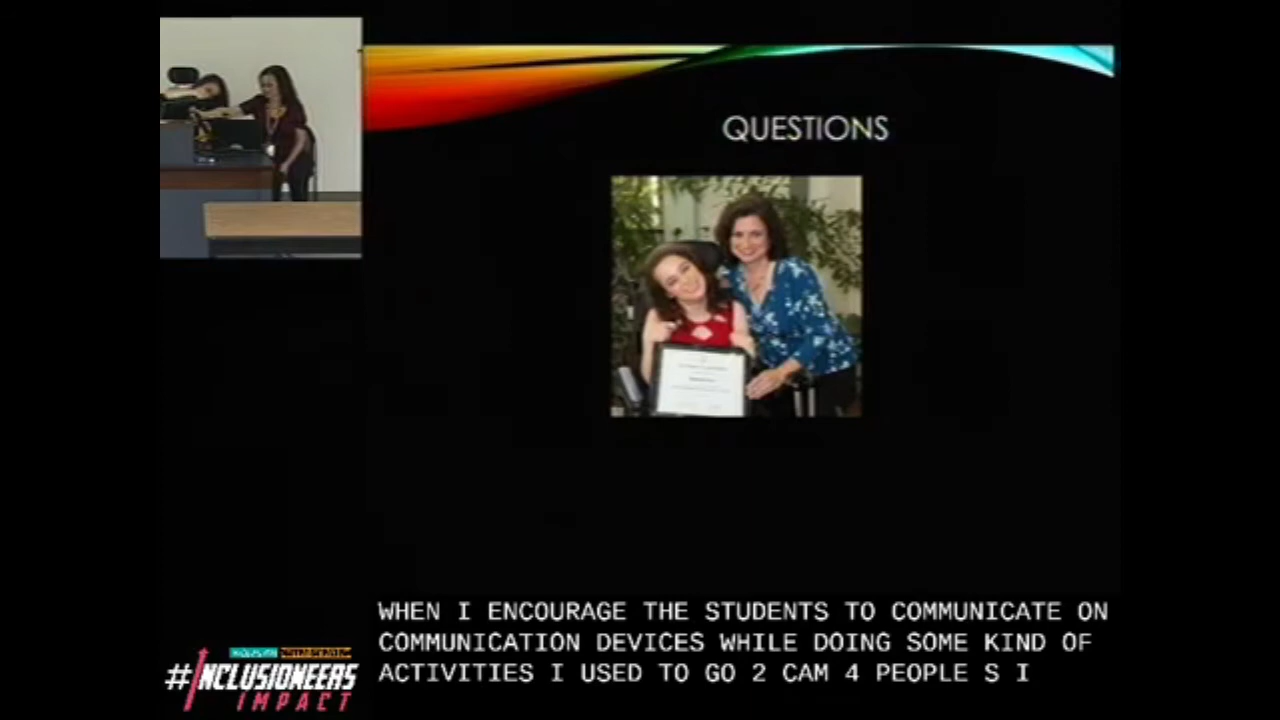 QUESTIONS
WHEN I ENCOURAGE THE STUDENTS TO COMMUNICATE ON
COMMUNICATION DEVICES WHILE DOING SOME KIND OF
ACTIVITIES I USED TO GO 2 CAM 4 PEOPLE S I
#INCLUSIONEERS
IMPACT